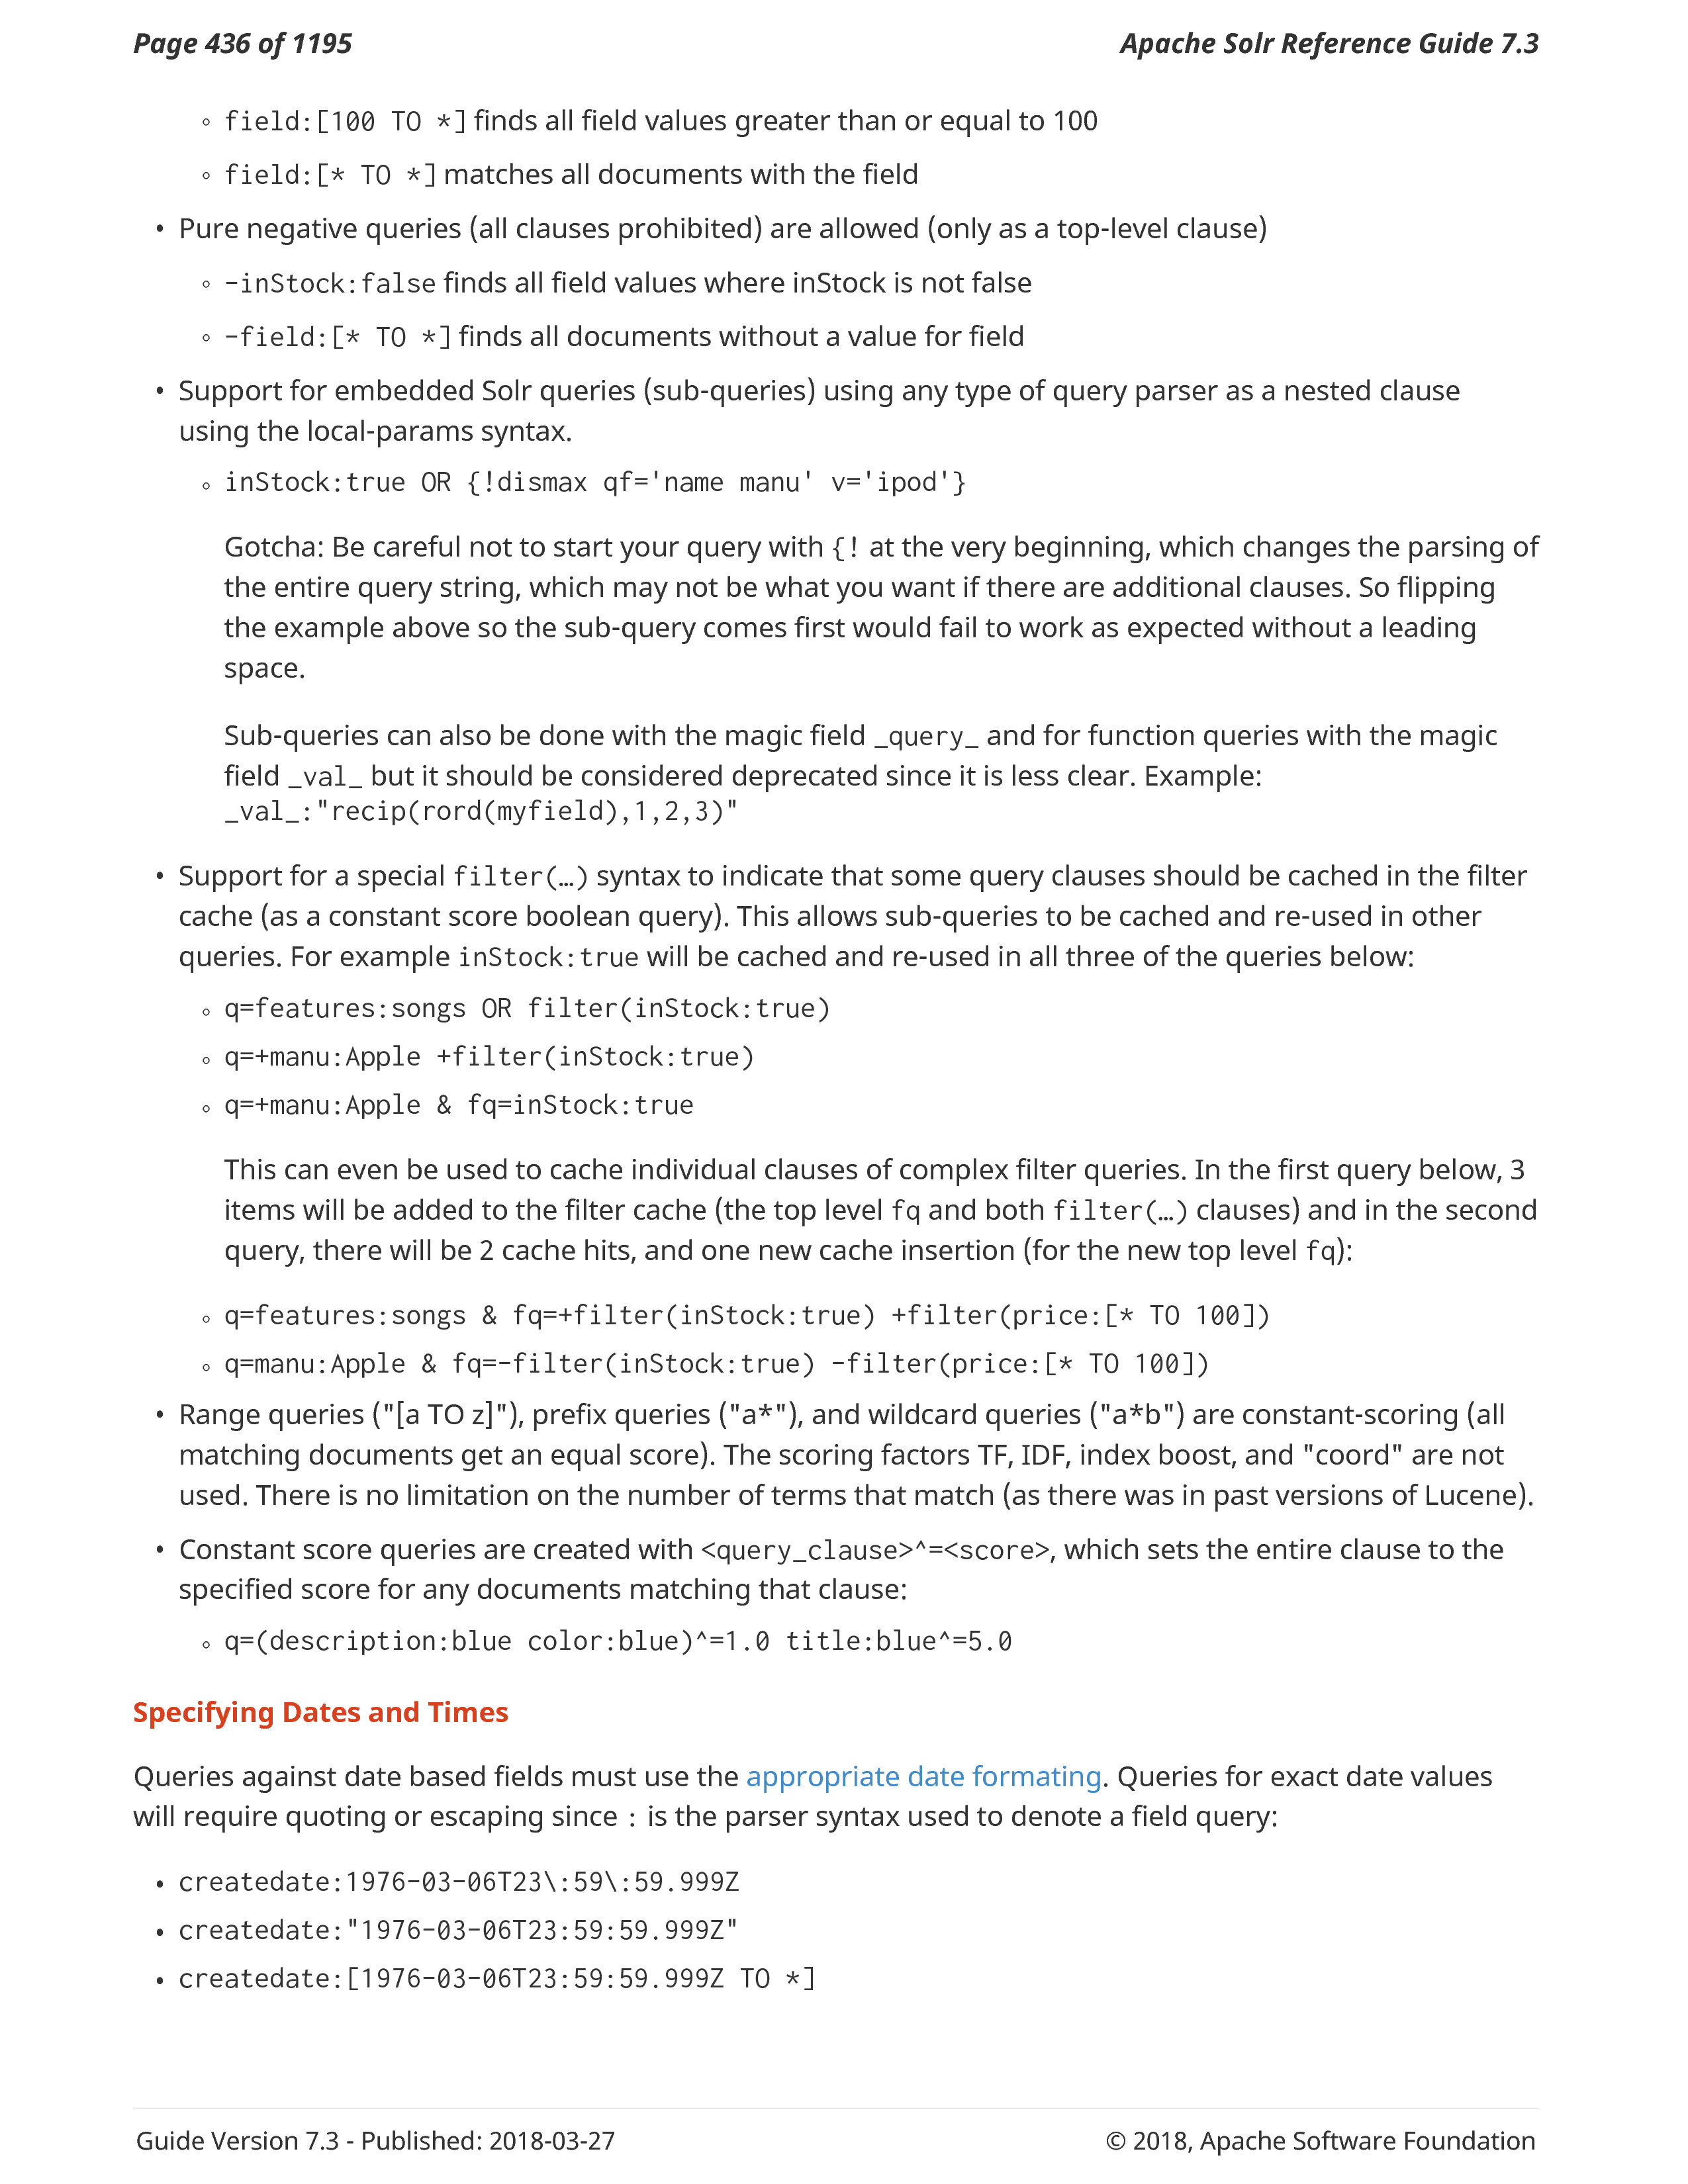 Page 436 of 1195
Apache Solr Reference Guide 7.3
◦ field:[100 TO *] finds all field values greater than or equal to 100
◦ field:[* TO *] matches all documents with the field
• Pure negative queries (all clauses prohibited) are allowed (only as a top-level clause)
◦ -inStock:false finds all field values where inStock is not false
◦ -field:[* TO *] finds all documents without a value for field
• Support for embedded Solr queries (sub-queries) using any type of query parser as a nested clause
using the local-params syntax.
◦ inStock:true OR {!dismax qf='name manu' v='ipod'}
Gotcha: Be careful not to start your query with {! at the very beginning, which changes the parsing of
the entire query string, which may not be what you want if there are additional clauses. So flipping
the example above so the sub-query comes first would fail to work as expected without a leading
space.
Sub-queries can also be done with the magic field _query_ and for function queries with the magic
field _val_ but it should be considered deprecated since it is less clear. Example:
_val_:"recip(rord(myfield),1,2,3)"
• Support for a special filter(…) syntax to indicate that some query clauses should be cached in the filter
cache (as a constant score boolean query). This allows sub-queries to be cached and re-used in other
queries. For example inStock:true will be cached and re-used in all three of the queries below:
◦ q=features:songs OR filter(inStock:true)
◦ q=+manu:Apple +filter(inStock:true)
◦ q=+manu:Apple & fq=inStock:true
This can even be used to cache individual clauses of complex filter queries. In the first query below, 3
items will be added to the filter cache (the top level fq and both filter(…) clauses) and in the second
query, there will be 2 cache hits, and one new cache insertion (for the new top level fq):
◦ q=features:songs & fq=+filter(inStock:true) +filter(price:[* TO 100])
◦ q=manu:Apple & fq=-filter(inStock:true) -filter(price:[* TO 100])
• Range queries ("[a TO z]"), prefix queries ("a*"), and wildcard queries ("a*b") are constant-scoring (all
matching documents get an equal score). The scoring factors TF, IDF, index boost, and "coord" are not
used. There is no limitation on the number of terms that match (as there was in past versions of Lucene).
• Constant score queries are created with <query_clause>^=<score>, which sets the entire clause to the
specified score for any documents matching that clause:
◦ q=(description:blue color:blue)^=1.0 title:blue^=5.0
Specifying Dates and Times
Queries against date based fields must use the appropriate date formating. Queries for exact date values
will require quoting or escaping since : is the parser syntax used to denote a field query:
• createdate:1976-03-06T23\:59\:59.999Z
• createdate:"1976-03-06T23:59:59.999Z"
• createdate:[1976-03-06T23:59:59.999Z TO *]
Guide Version 7.3 - Published: 2018-03-27
© 2018, Apache Software Foundation